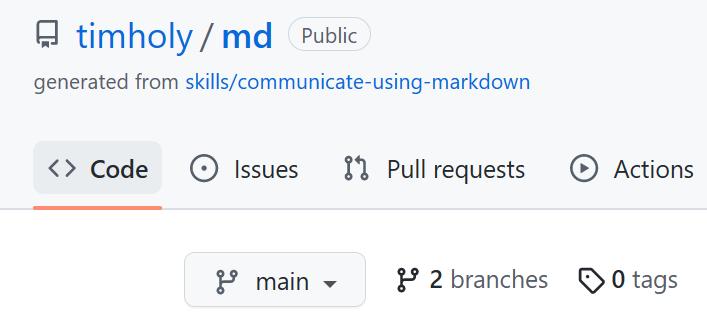 timholy / md Public
generated from skills/communicate-using-markdown
Code Issues Pull requests Actions
main 2 branches 0 tags